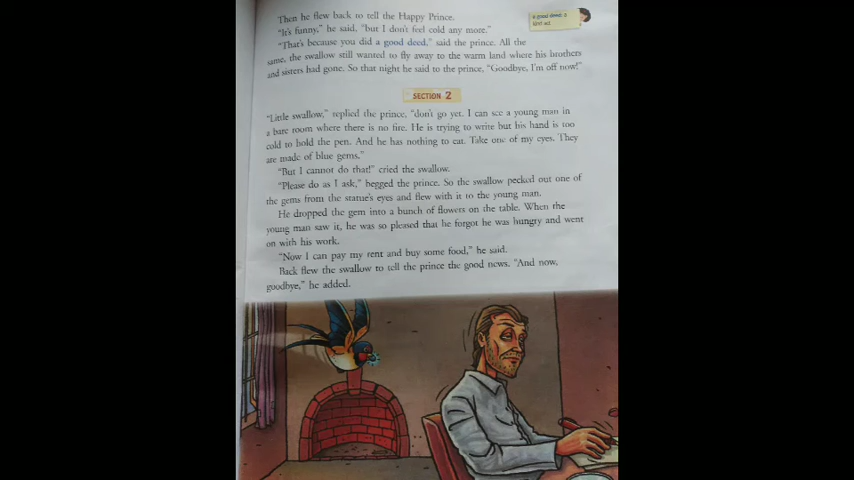 Then he flew back to tell the Happy Prince.
"It's funny," he said, "but I don't feel cold any more."
"That's because you did a good deed," said the prince. All the
same, the swallow still wanted to fly away to the warm land where his brothers
and sisters had gone. So that night he said to the prince, "Goodbye, I'm off now!"
a good deed: a
kind act
SECTION 2
"Little swallow," replied the prince, "don't go yet. I can see a young man in
a bare room where there is no fire. He is trying to write but his hand is too
cold to hold the pen. And he has nothing to eat. Take one of my eyes. They
are made of blue gems."
"But I cannot do that!" cried the swallow.
"Please do as I ask," begged the prince. So the swallow pecked out one of
the gems from the statue's eyes and flew with it to the young man.
He dropped the gem into a bunch of flowers on the table. When the
young man saw it, he was so pleased that he forgot he was hungry and went
on with his work.
"Now I can pay my rent and buy some food," he said.
Back flew the swallow to tell the prince the good news. "And now,
goodbye," he added.